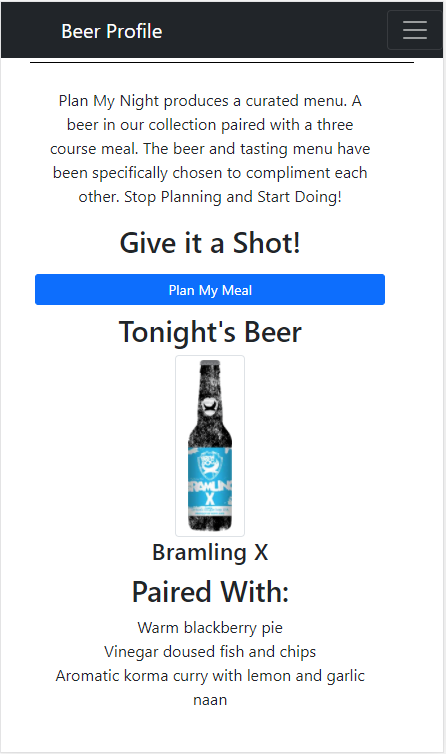 Beer Profile
Plan My Night produces a curated menu. A
beer in our collection paired with a three
course meal. The beer and tasting menu have
been specifically chosen to compliment each
other. Stop Planning and Start Doing!
Give it a Shot!
Plan My Meal
Tonight's Beer
BRAMLING
X
Bramling X
Paired With:
Warm blackberry pie
Vinegar doused fish and chips
Aromatic korma curry with lemon and garlic
naan